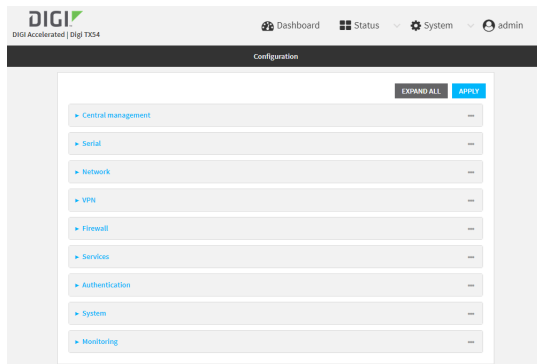 DIGI
DIGI Accelerated | Digi TX54
Dashboard Status System admin
Configuration
EXPAND ALL APPLY
Central management
Serial
Network
VPN
Firewall
Services
Authentication
System
Monitoring